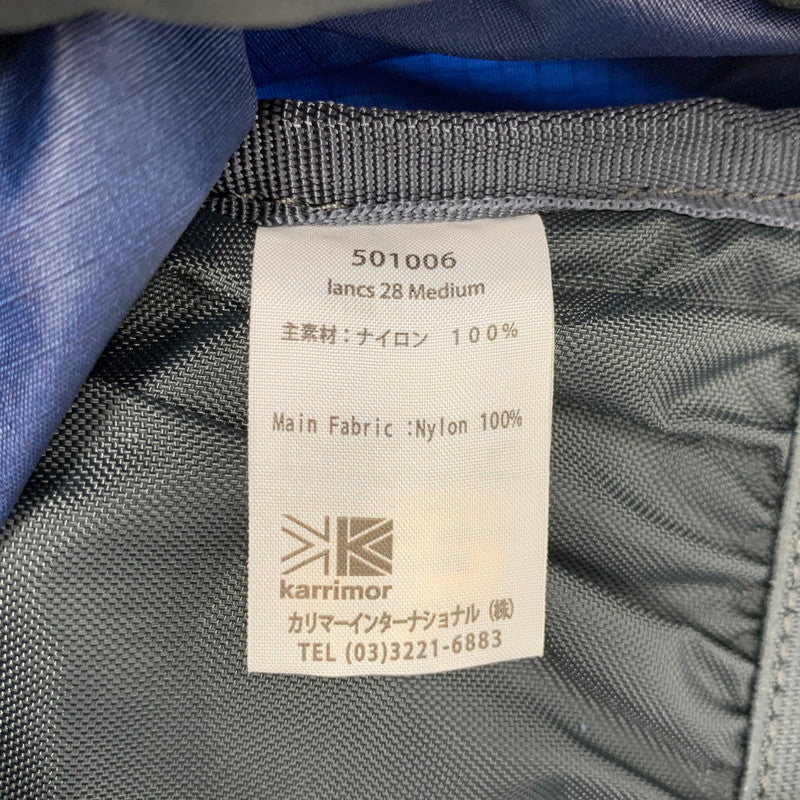 501006
lancs 28 Medium
主素材：ナイロン 100%
Main Fabric :Nylon 100%
karrimor
カリマーインターナショナル（株）
TEL (03)3221-6883